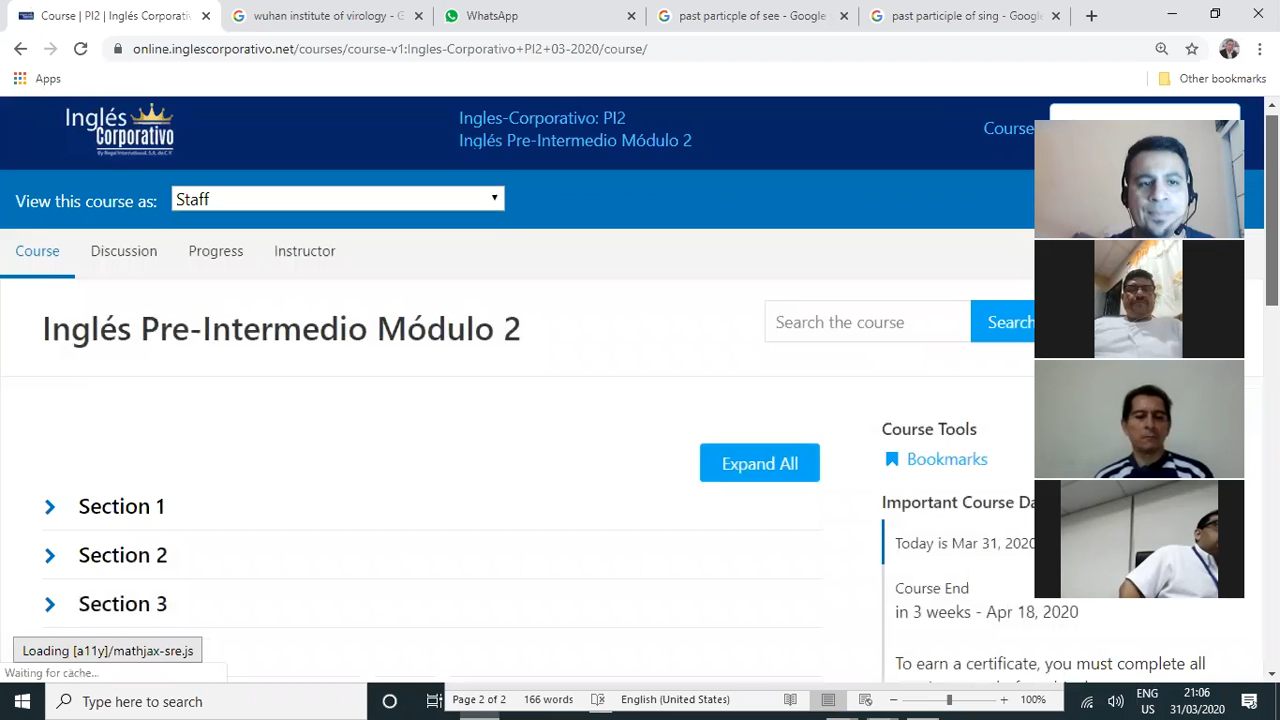 Course | PI2 | Inglés Corporativ
wuhan institute of virology - G
WhatsApp
past particple of see - Google
past participle of sing - Googl
online.inglescorporativo.net/courses/course-v1:Ingles-Corporativo+PI2+03-2020/course/
Apps
Other bookmarks
Inglés
Corporativo
Ingles-Corporativo: PI2
Inglés Pre-Intermedio Módulo 2
Course
View this course as:
Staff
Course
Discussion
Progress
Instructor
Inglés Pre-Intermedio Módulo 2
Search the course
Search
Expand All
Course Tools
Bookmarks
Section 1
Important Course Da
Today is Mar 31, 2020
Section 2
Course End
Section 3
in 3 weeks - Apr 18, 2020
Loading [a11y]/mathjax-sre.js
To earn a certificate, you must complete all
Waiting for cache...
Type here to search
Page 2 of 2
166 words
English (United States)
100%
ENG
US
21:06
31/03/2020